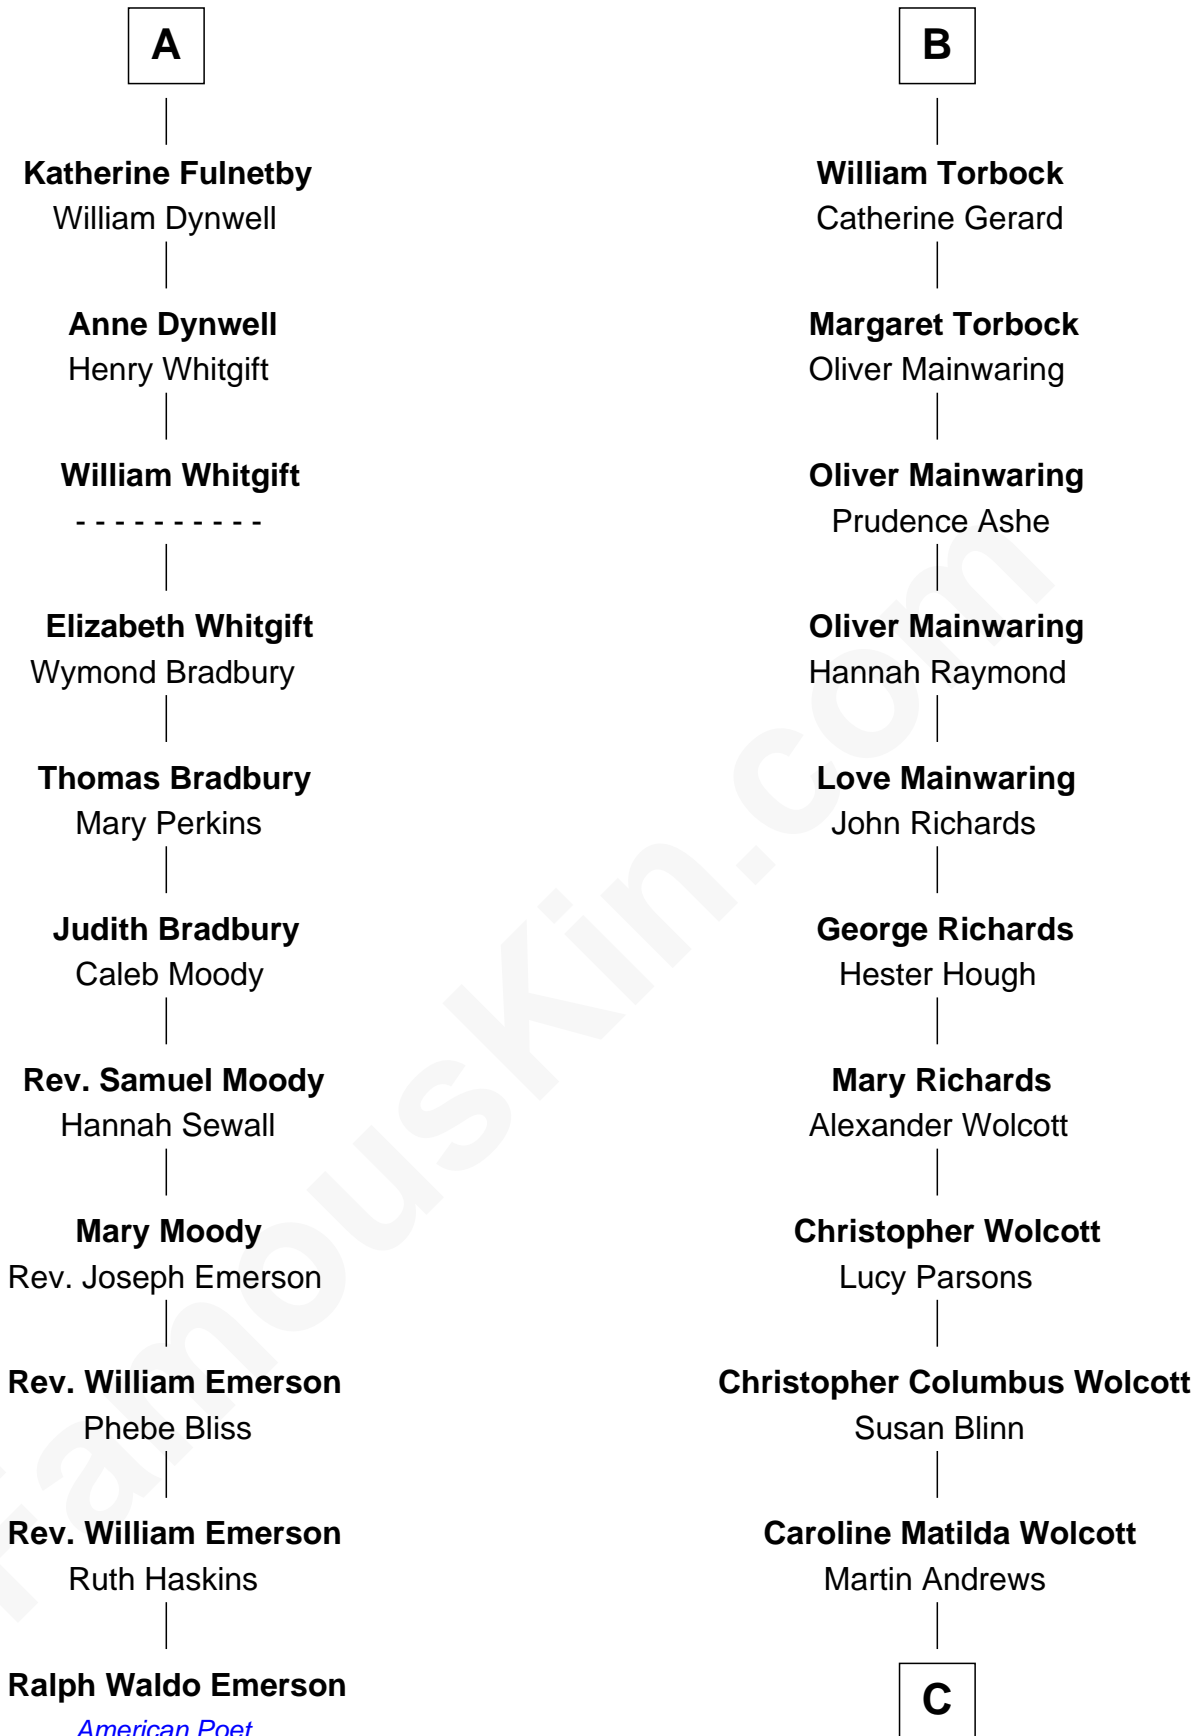 A
Katherine Fulnetby
William Dynwell
Anne Dynwell
Henry Whitgift
William Whitgift
- - - - - - - - - -
Elizabeth Whitgift
Wymond Bradbury
Thomas Bradbury
Mary Perkins
Judith Bradbury
Caleb Moody
Rev. Samuel Moody
Hannah Sewall
Mary Moody
Rev. Joseph Emerson
Rev. William Emerson
Phebe Bliss
Rev. William Emerson
Ruth Haskins
Ralph Waldo Emerson
American Poet
B
William Torbock
Catherine Gerard
Margaret Torbock
Oliver Mainwaring
Oliver Mainwaring
Prudence Ashe
Oliver Mainwaring
Hannah Raymond
Love Mainwaring
John Richards
George Richards
Hester Hough
Mary Richards
Alexander Wolcott
Christopher Wolcott
Lucy Parsons
Christopher Columbus Wolcott
Susan Blinn
Caroline Matilda Wolcott
Martin Andrews
C
FamousKin.com